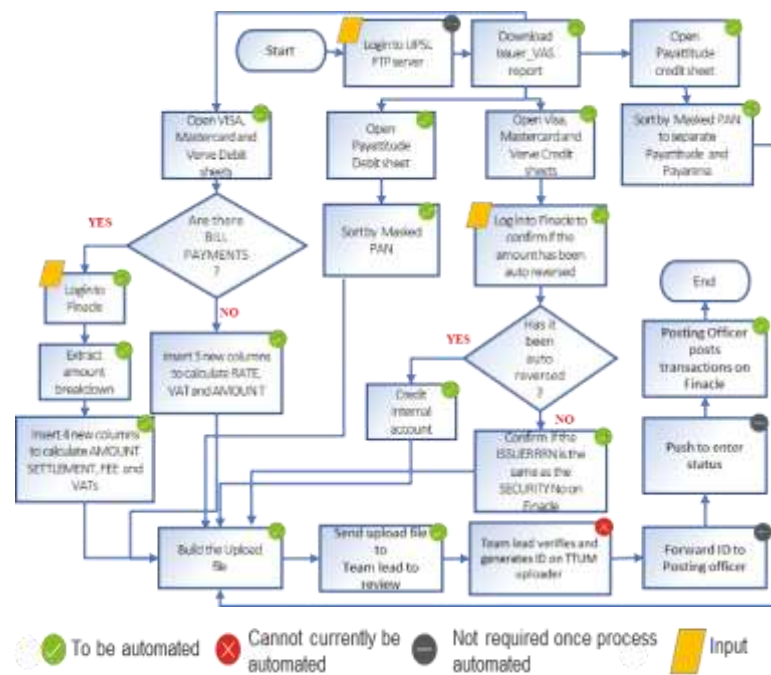 Start
Login to UPSL
FTP server
Download
Issuer_VAS
report
Open
Payattitude
credit sheet
Open VISA,
Mastercard and
Verve Debit
sheets
Open
Payattitude
Debit sheet
Open Visa,
Mastercard and
Verve Credit
sheets
Sort by Masked PAN
to separate
Payattitude and
YES
Are there
BILL
PAYMENTS
?
Sort by Masked
PAN
Log in to Finacle to
confirm if the
amount has been
auto reversed
End
Login to
Finacle
NO
Extract
amount
breakdown
Insert 3 new columns
to calculate RATE,
VAT and AMOUNT
YES
Has it
been
auto
reversed
?
Posting Officer
posts
transactions on
Finacle
Credit
internal
account
NO
Insert 4 new columns
to calculate AMOUNT
SETTLEMENT, FEE and
VATs
Confirm if the
ISSUER RRN is the
same as the
SECURITY No on
Finacle
Push to enter
status
Build the Upload
file
Send upload file
to
Team lead to
review
Team lead verifies and
generates ID on TTUM
uploader
Forward ID to
Posting officer
To be automated
Cannot currently be
automated
Not required once process
automated
Input